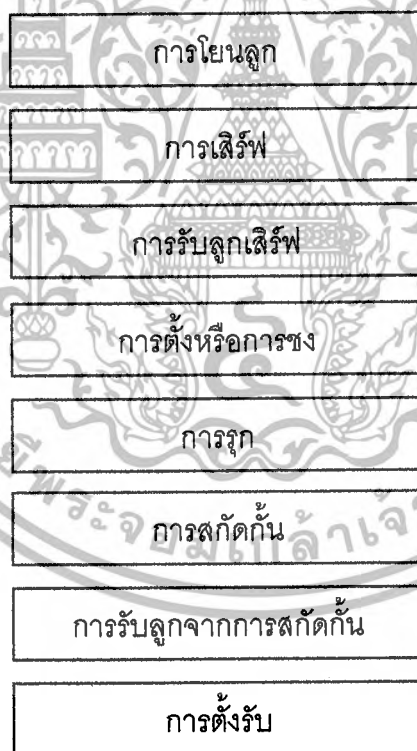 การโยนลูก
การเสิร์ฟ
การรับลูกเสิร์ฟ
การตั้งหรือการชง
การรุก
การสกัดกั้น
การรับลูกจากการสกัดกั้น
การตั้งรับ